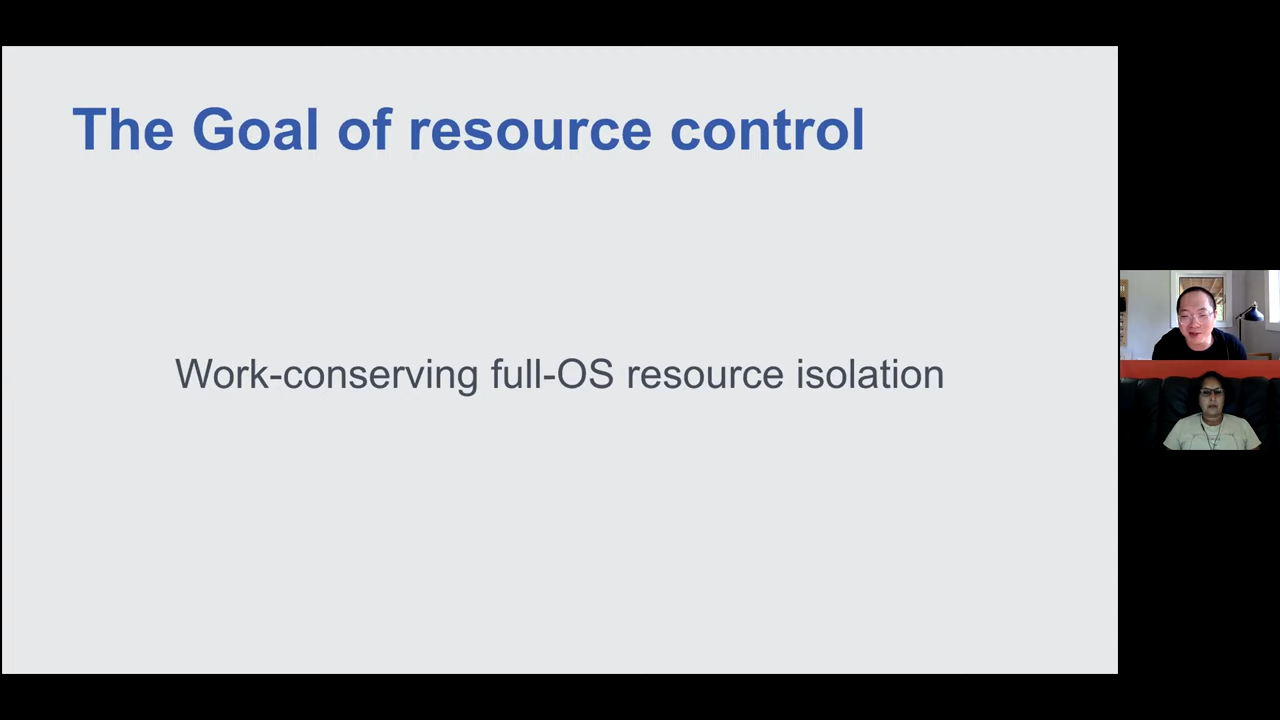 The Goal of resource control
Work-conserving full-OS resource isolation